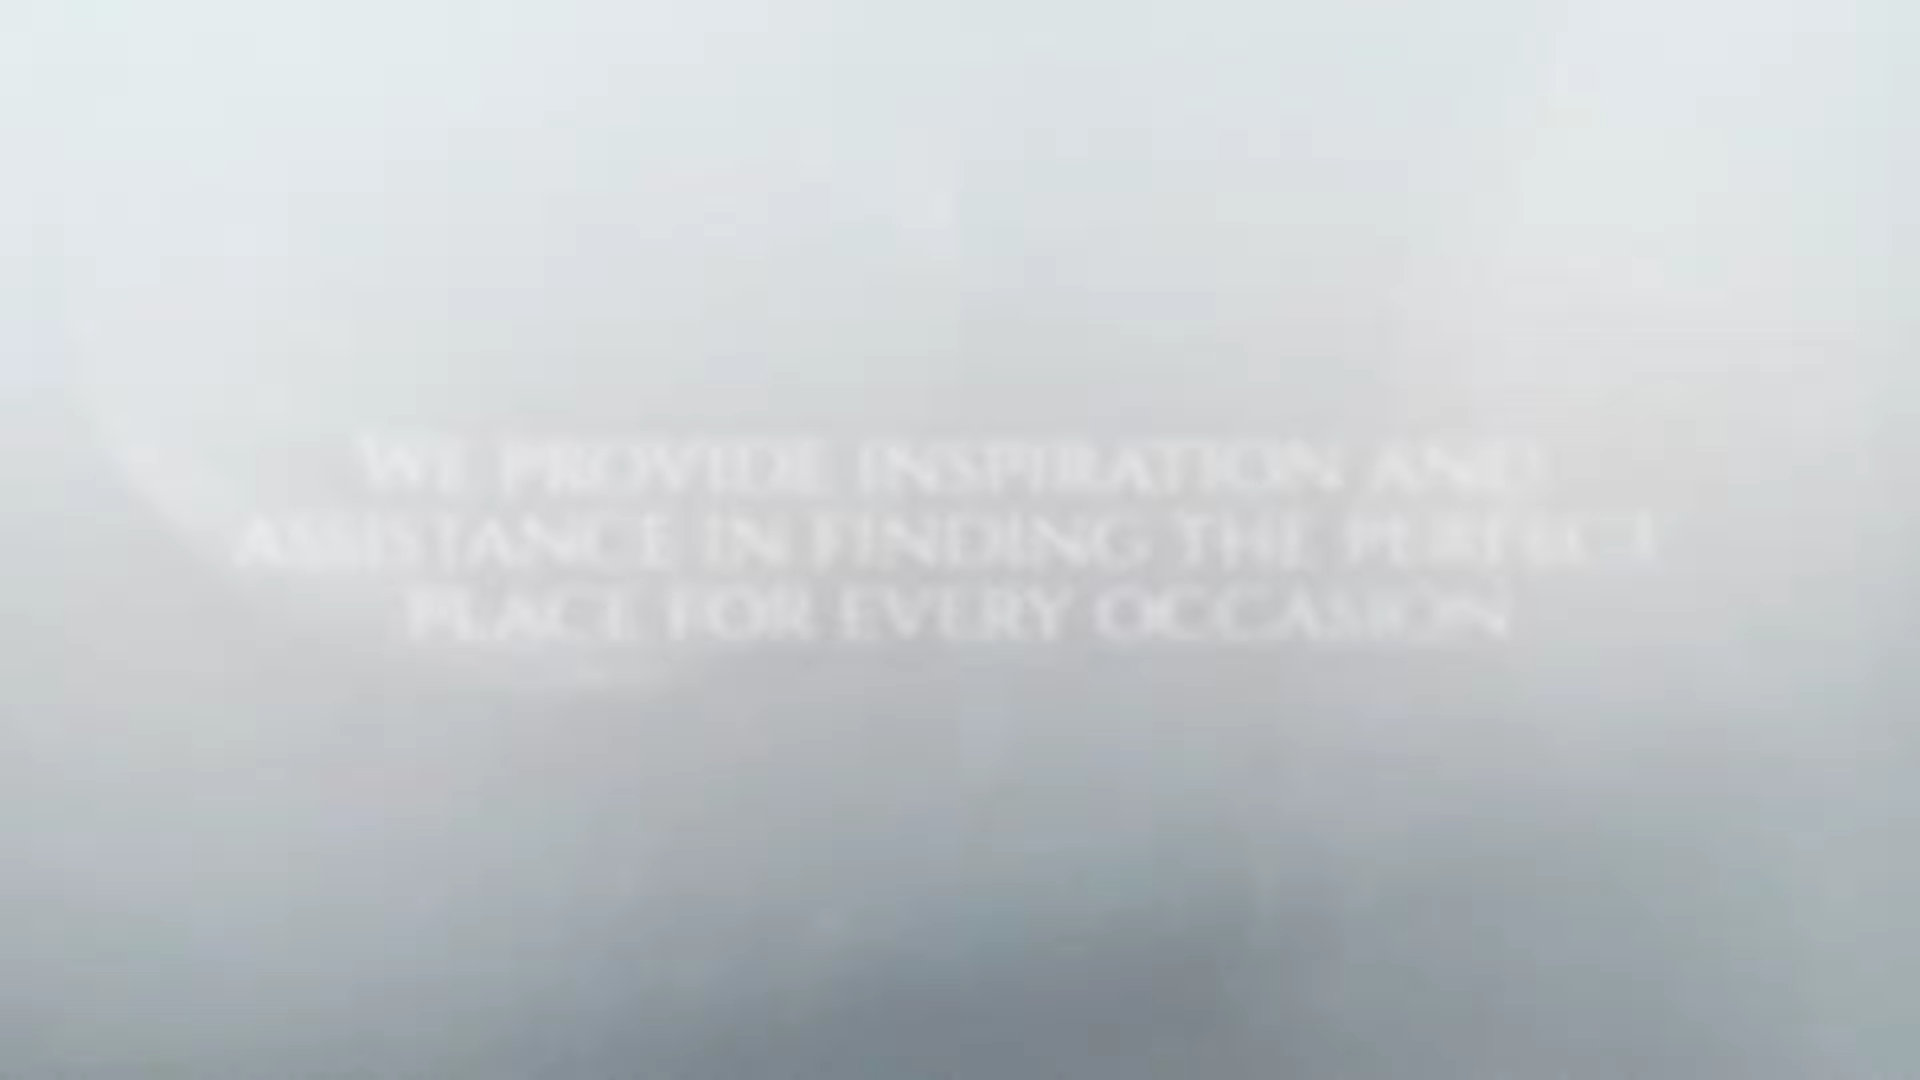 WE PROVIDE INSPIRATION AND
ASSISTANCE IN FINDING THE PERFECT
PLACE FOR EVERY OCCASION